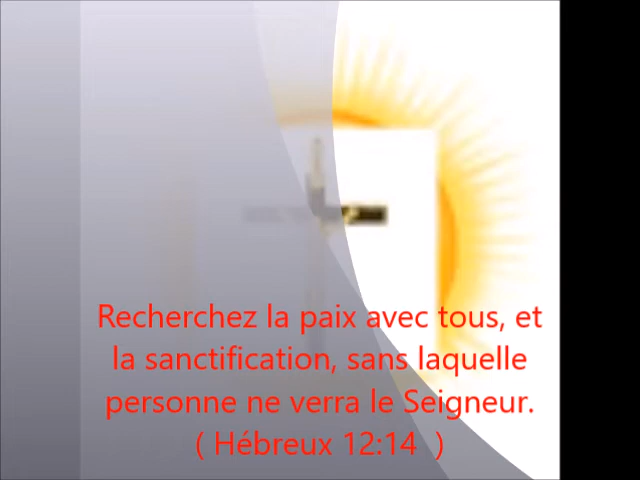 Recherchez la paix avec tous, et
la sanctification, sans laquelle
personne ne verra le Seigneur.
( Hébreux 12:14  )